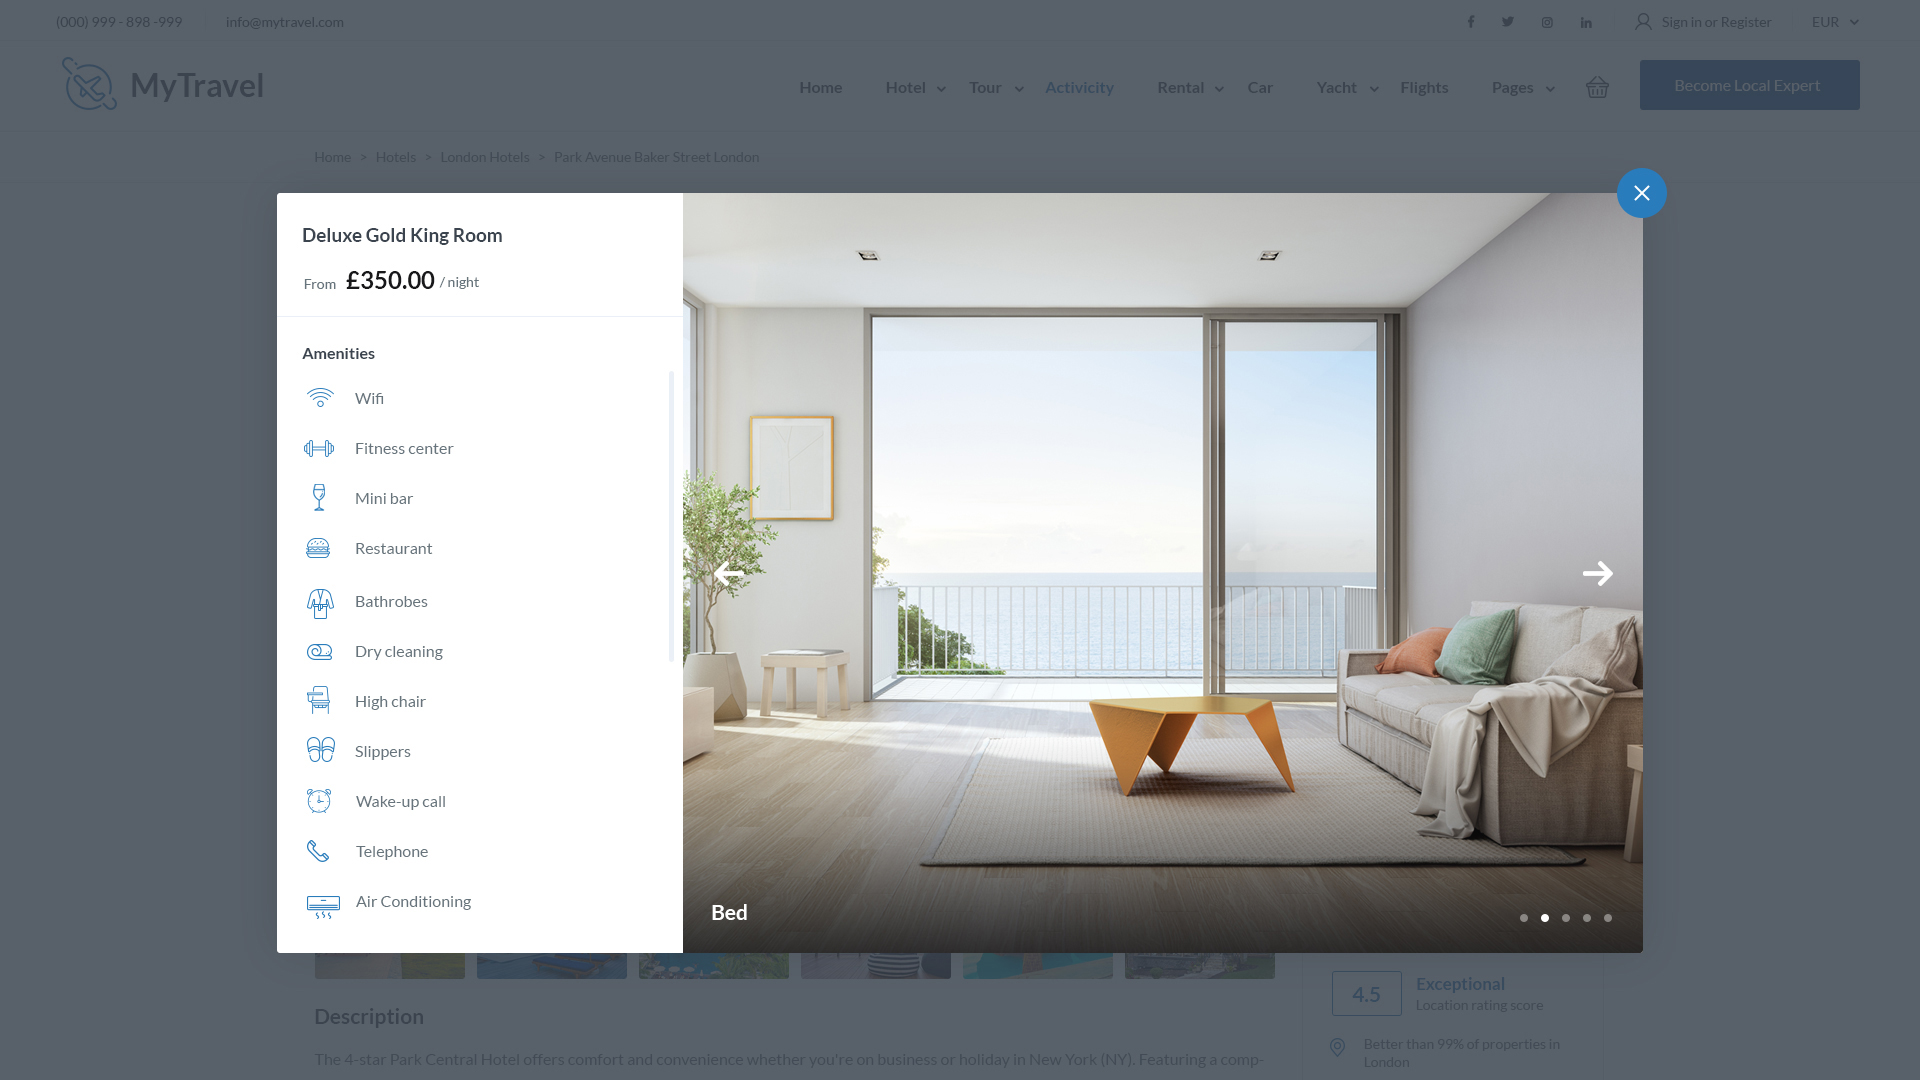 (000) 999 - 898 -999
info@mytravel.com
Sign in or Register
EUR
MyTravel
Home
Hotel
Tour
Activicity
Rental
Car
Yacht
Flights
Pages
Become Local Expert
Home > Hotels > London Hotels > Park Avenue Baker Street London
Deluxe Gold King Room
From £350.00 / night
Amenities
Wifi
Fitness center
Mini bar
Restaurant
Bathrobes
Dry cleaning
High chair
Slippers
Wake-up call
Telephone
Air Conditioning
Bed
Description
The 4-star Park Central Hotel offers comfort and convenience whether you're on business or holiday in New York (NY). Featuring a comp-
4.5
Exceptional
Location rating score
Better than 99% of properties in
London